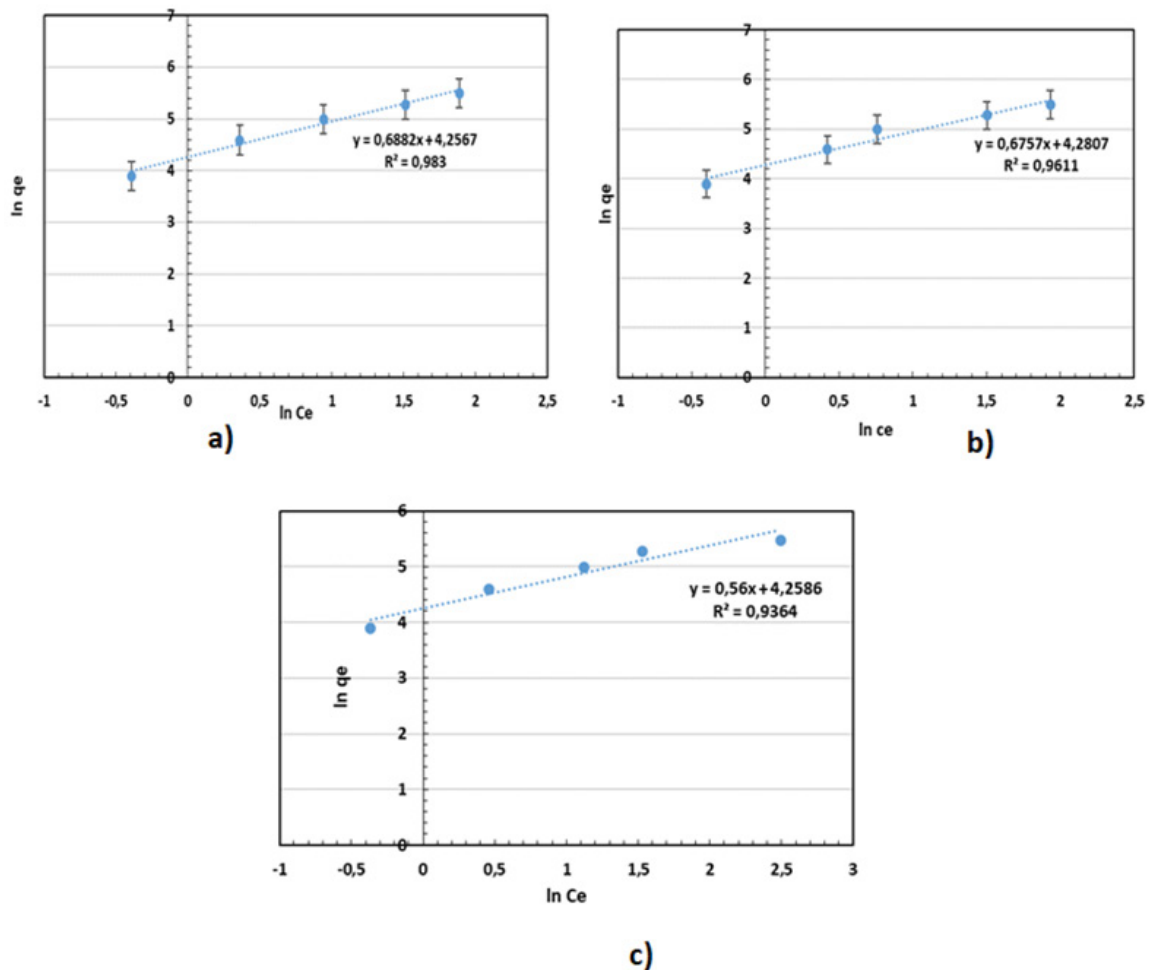 7
6
5
4
3
2
1
0
ln qe
y = 0,6882x + 4,2567
R² = 0,983
-1 -0,5 0 0,5 1 1,5 2 2,5
ln Ce
a)
7
6
5
4
3
2
1
0
ln qe
y = 0,6757x + 4,2807
R² = 0,9611
-1 -0,5 0 0,5 1 1,5 2 2,5
ln ce
b)
6
5
4
3
2
1
0
ln qe
y = 0,56x + 4,2586
R² = 0,9364
-1 -0,5 0 0,5 1 1,5 2 2,5 3
ln Ce
c)